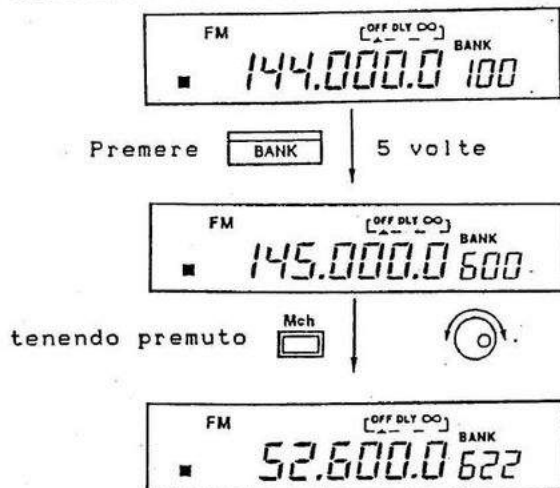 FM [OFF DLY ∞]
BANK
144.000.0 100
Premere BANK 5 volte
FM [OFF DLY ∞]
BANK
145.000.0 600
Mch
tenendo premuto
FM [OFF DLY ∞]
BANK
52.600.0 622